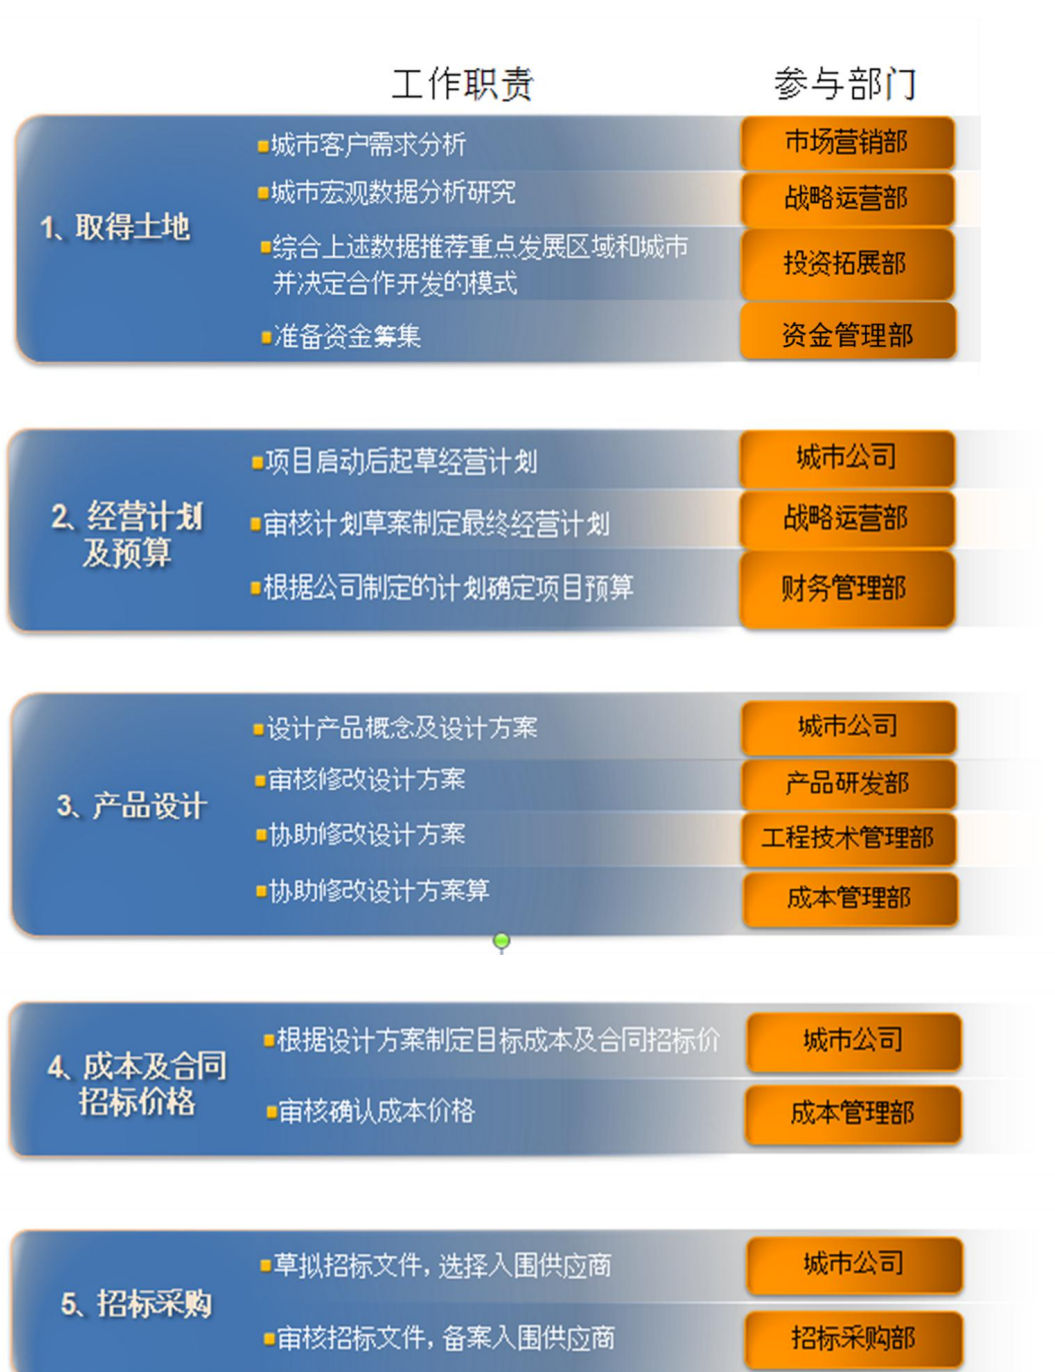 工作职责 参与部门
1、取得土地
■城市客户需求分析 市场营销部
■城市宏观数据分析研究 战略运营部
■综合上述数据推荐重点发展区域和城市
并决定合作开发的模式 投资拓展部
■准备资金筹集 资金管理部
2、经营计划
及预算
■项目启动后起草经营计划 城市公司
■审核计划草案制定最终经营计划 战略运营部
■根据公司制定的计划确定项目预算 财务管理部
3、产品设计
■设计产品概念及设计方案 城市公司
■审核修改设计方案 产品研发部
■协助修改设计方案 工程技术管理部
■协助修改设计方案算 成本管理部
4、成本及合同
招标价格
■根据设计方案制定目标成本及合同招标价 城市公司
■审核确认成本价格 成本管理部
5、招标采购
■草拟招标文件，选择入围供应商 城市公司
■审核招标文件，备案入围供应商 招标采购部